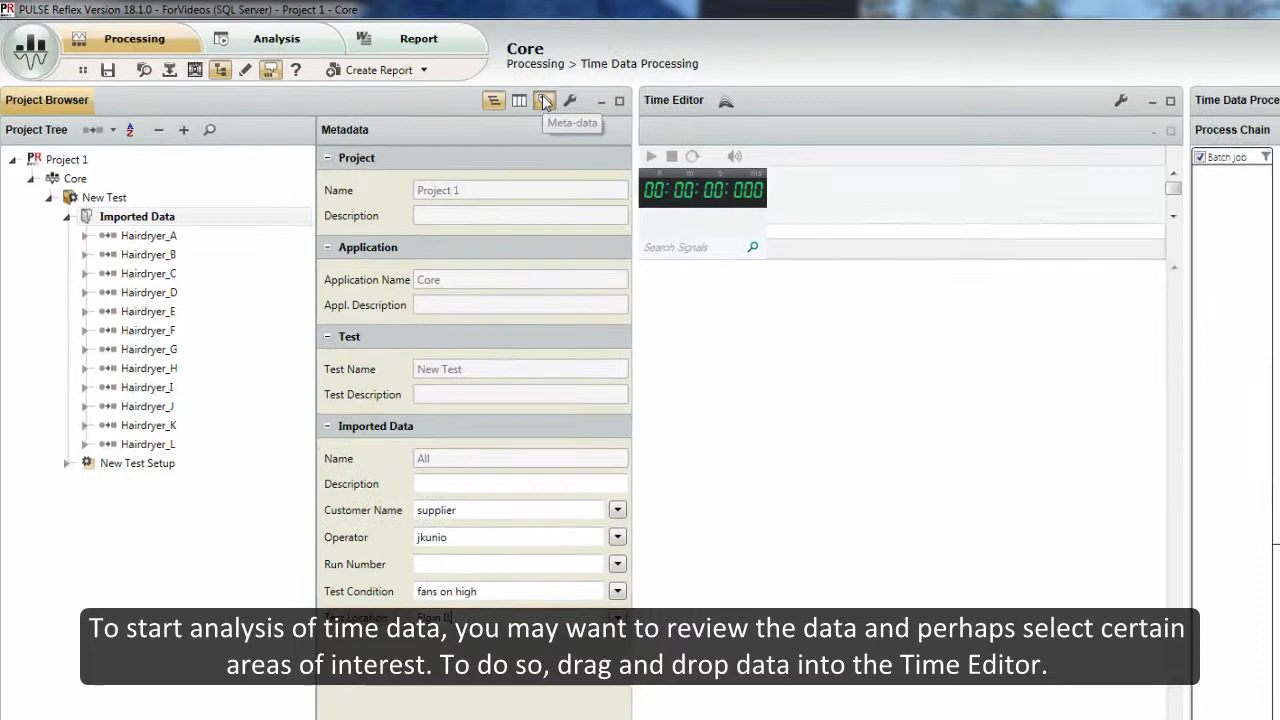 PULSE Reflex Version 18.1.0 - ForVideos (SQL Server) - Project 1 - Core
Processing
Analysis
Report
Create Report
Core
Processing > Time Data Processing
Project Browser
Meta-data
Project Tree
Project 1
Core
New Test
Imported Data
Hairdryer_A
Hairdryer_B
Hairdryer_C
Hairdryer_D
Hairdryer_E
Hairdryer_F
Hairdryer_G
Hairdryer_H
Hairdryer_I
Hairdryer_J
Hairdryer_K
Hairdryer_L
New Test Setup
Metadata
Project
Name Project 1
Description
Application
Application Name Core
Appl. Description
Test
Test Name New Test
Test Description
Imported Data
Name All
Description
Customer Name supplier
Operator jkunio
Run Number
Test Condition fans on high
Test Location Elgin IL
Time Editor
h m s ms
00:00:00:000
Search Signals
Time Data Proce
Process Chain
Batch job
To start analysis of time data, you may want to review the data and perhaps select certain
areas of interest. To do so, drag and drop data into the Time Editor.